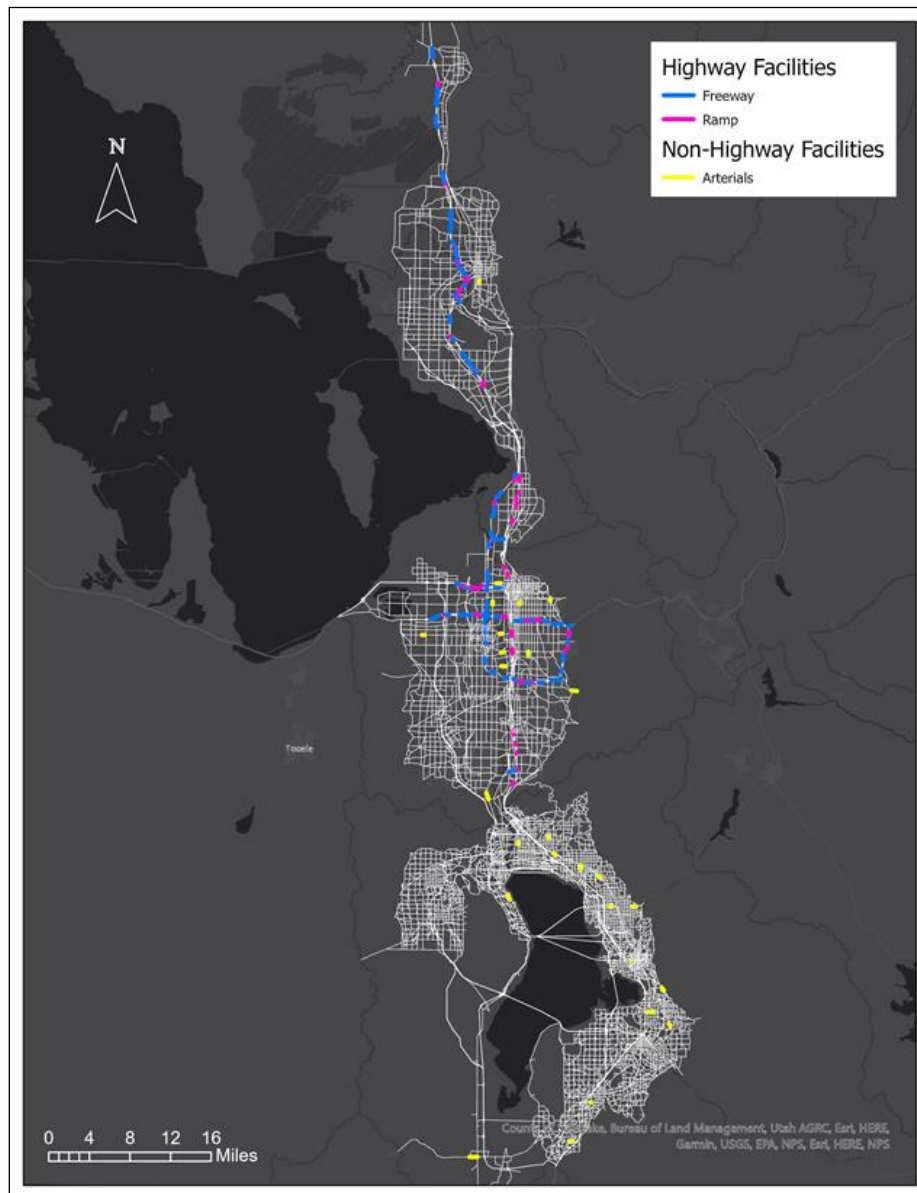 Highway Facilities
Freeway
Ramp
Non-Highway Facilities
Arterials
N
Tooele
0 4 8 12 16
Miles
Bureau of Land Management, Utah AGRC, Esri, HERE,
Garmin, USGS, EPA, NPS, Esri, HERE, NPS